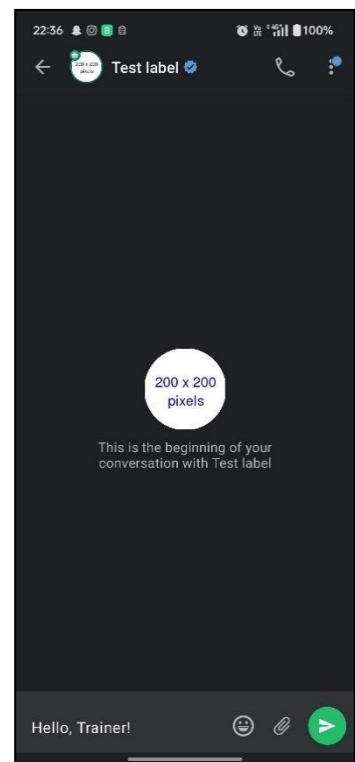 22:36 100%
Test label
200 x 200
pixels
This is the beginning of your
conversation with Test label
Hello, Trainer!